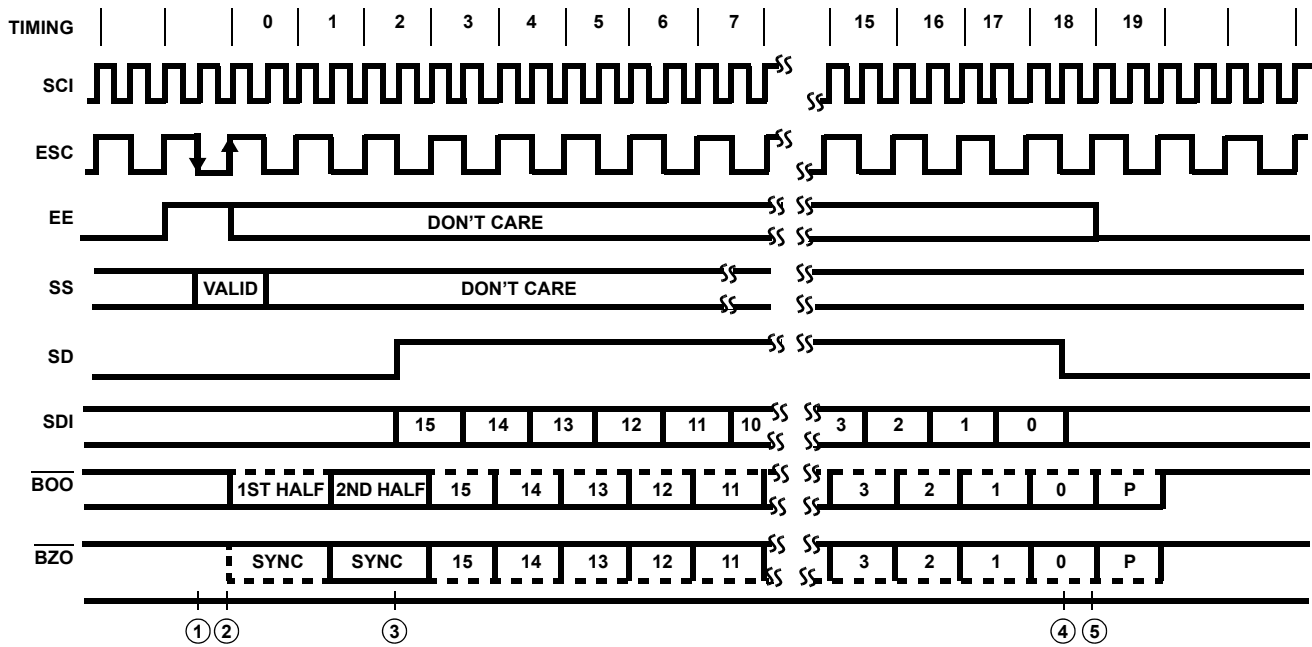 TIMING 0 1 2 3 4 5 6 7 15 16 17 18 19
SCI
ESC
EE DON'T CARE
SS VALID DON'T CARE
SD
SDI 15 14 13 12 11 10 3 2 1 0
BOO 1ST HALF 2ND HALF 15 14 13 12 11 3 2 1 0 P
BZO SYNC SYNC 15 14 13 12 11 3 2 1 0 P
① ② ③ ④ ⑤